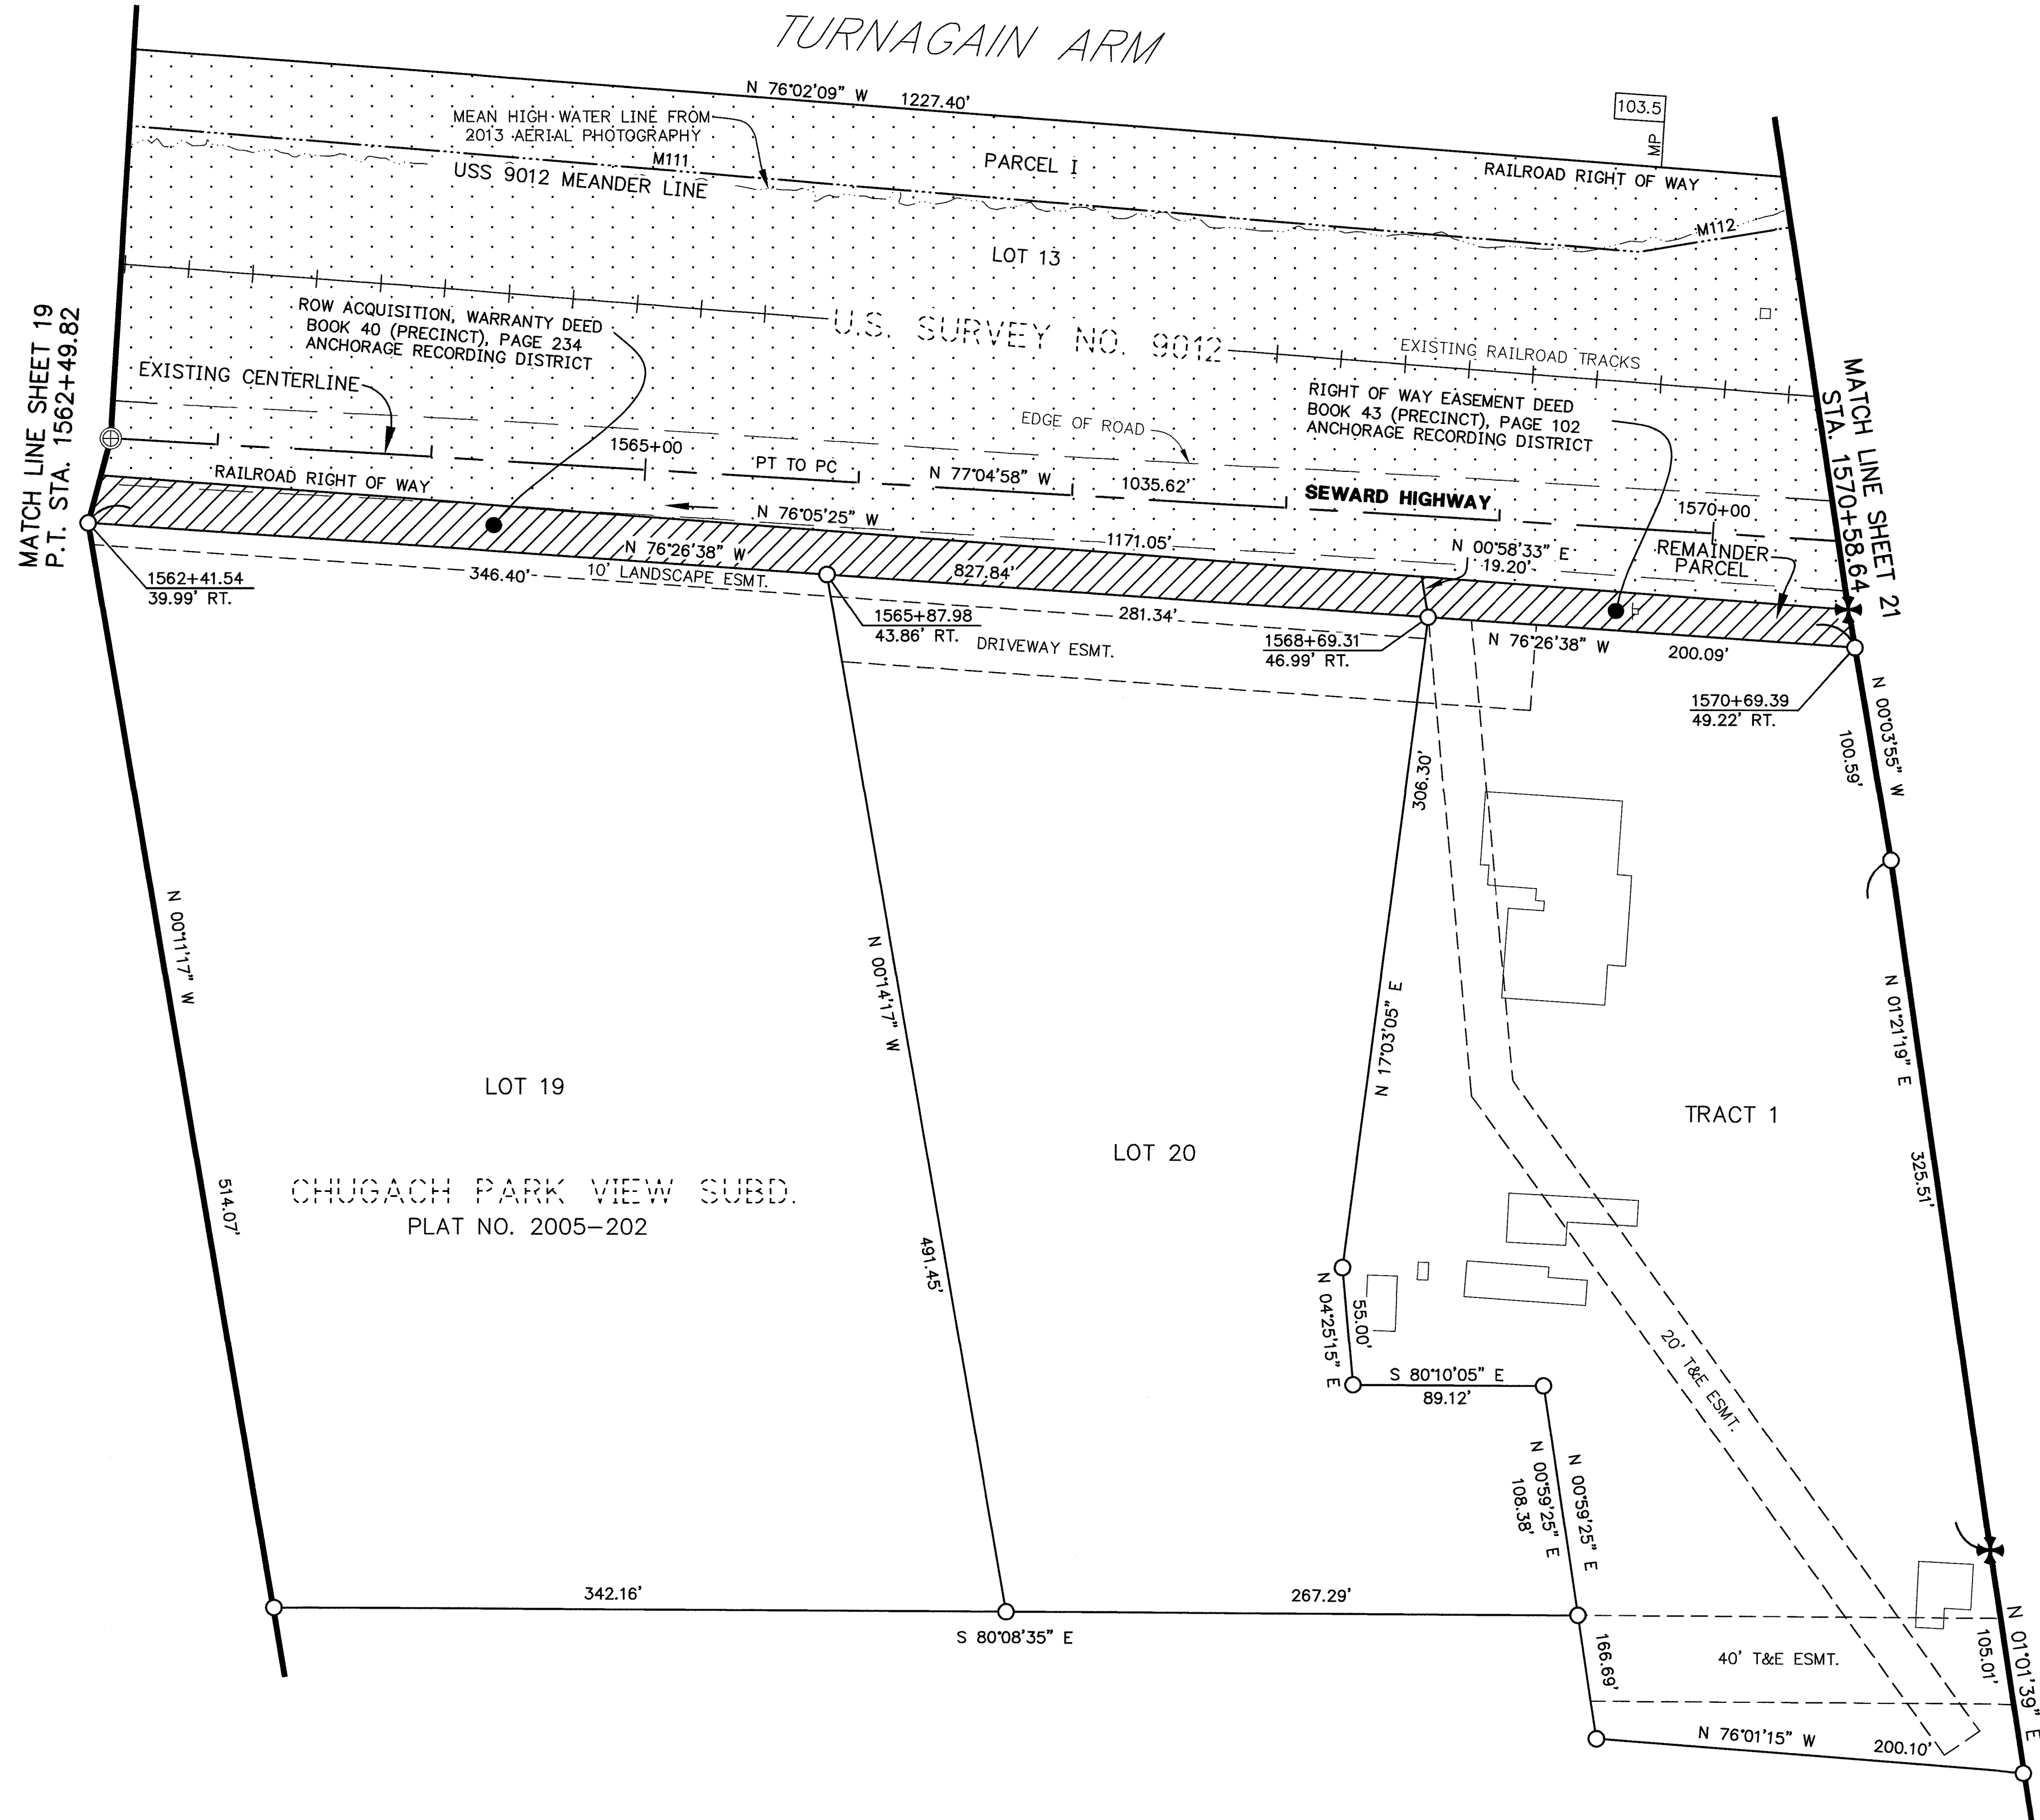 TURNAGAIN ARM
N 76°02'09" W 1227.40'
103.5
MP
MEAN HIGH WATER LINE FROM
2013 AERIAL PHOTOGRAPHY
M111
USS 9012 MEANDER LINE
PARCEL I
RAILROAD RIGHT OF WAY
M112
LOT 13
MATCH LINE SHEET 19
P.T. STA. 1562+49.82
ROW ACQUISITION, WARRANTY DEED
BOOK 40 (PRECINCT), PAGE 234
ANCHORAGE RECORDING DISTRICT
U.S. SURVEY NO. 9012
EXISTING RAILROAD TRACKS
MATCH LINE SHEET 21
STA. 1570+58.64
EXISTING CENTERLINE
RIGHT OF WAY EASEMENT DEED
BOOK 43 (PRECINCT), PAGE 102
ANCHORAGE RECORDING DISTRICT
EDGE OF ROAD
1565+00
PT TO PC
N 77°04'58" W
1035.62'
SEWARD HIGHWAY
1570+00
RAILROAD RIGHT OF WAY
N 76°05'25" W
1171.05'
N 00°58'33" E
19.20'
REMAINDER
PARCEL
N 76°26'38" W
827.84'
346.40'
10' LANDSCAPE ESMT.
281.34'
1562+41.54
39.99' RT.
1565+87.98
43.86' RT.
DRIVEWAY ESMT.
1568+69.31
46.99' RT.
N 76°26'38" W
200.09'
1570+69.39
49.22' RT.
N 00°03'55" W
100.59'
306.30'
N 00°11'17" W
514.07'
N 00°14'17" W
491.45'
N 17°03'05" E
N 01°21'19" E
325.51'
LOT 19
LOT 20
TRACT 1
CHUGACH PARK VIEW SUBD.
PLAT NO. 2005-202
N 04°25'15" E
55.00'
S 80°10'05" E
89.12'
20' T&E ESMT.
N 00°59'25" E
N 00°59'25" E
108.38'
342.16'
267.29'
S 80°08'35" E
166.69'
40' T&E ESMT.
105.01'
N 01°01'39" E
N 76°01'15" W
200.10'